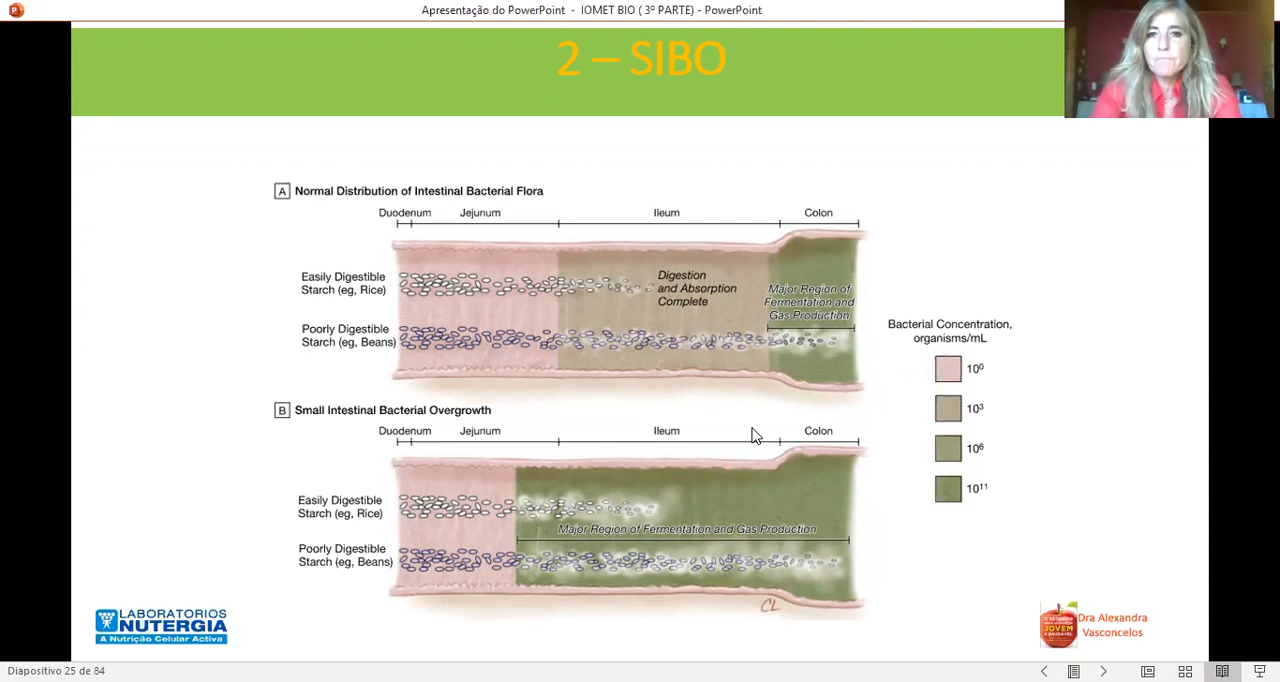 Apresentação do PowerPoint - IOMET BIO ( 3º PARTE) - PowerPoint
2 – SIBO
A Normal Distribution of Intestinal Bacterial Flora
Duodenum Jejunum Ileum Colon
Easily Digestible
Starch (eg, Rice)
Digestion
and Absorption
Complete
Major Region of
Fermentation and
Gas Production
Poorly Digestible
Starch (eg, Beans)
Bacterial Concentration,
organisms/mL
10⁰
10³
10⁶
10¹¹
B Small Intestinal Bacterial Overgrowth
Duodenum Jejunum Ileum Colon
Easily Digestible
Starch (eg, Rice)
Major Region of Fermentation and Gas Production
Poorly Digestible
Starch (eg, Beans)
CL
LABORATORIOS
NUTERGIA
A Nutrição Celular Activa
JOVEM
Dra Alexandra
Vasconcelos
Diapositivo 25 de 84